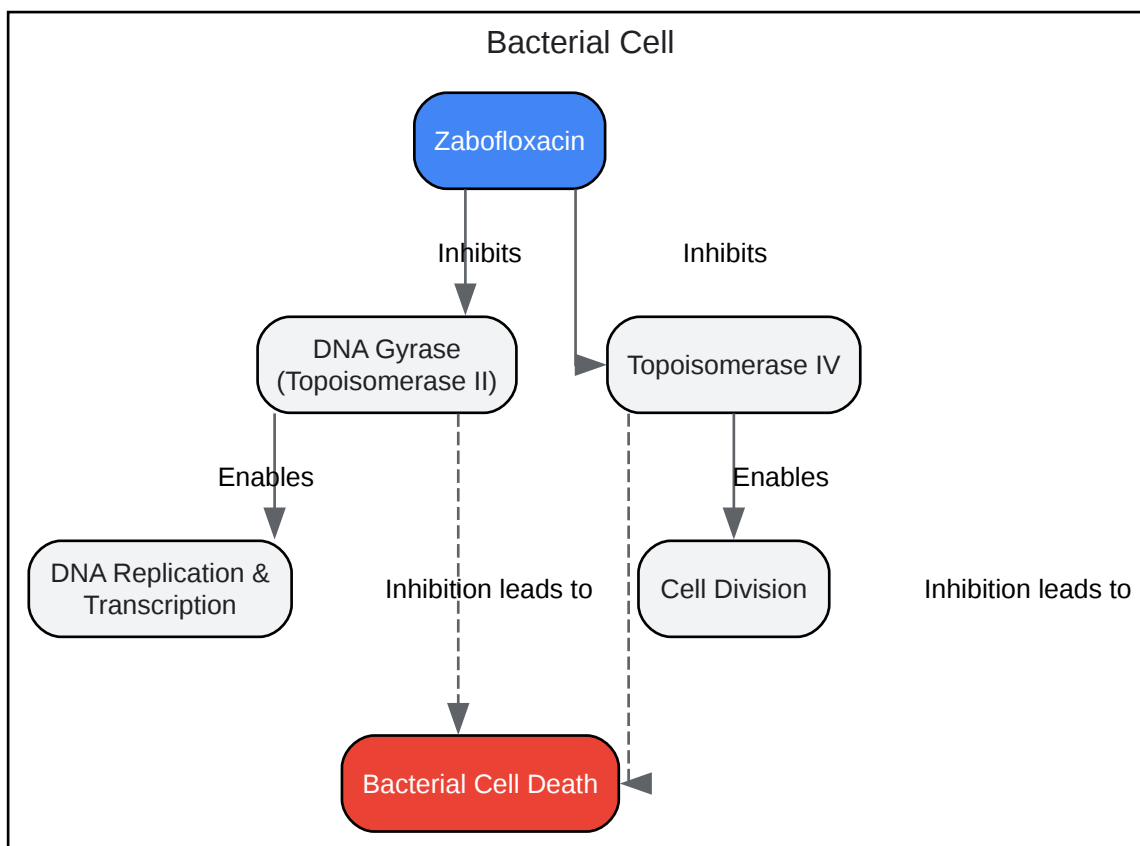 Bacterial Cell
Zabofloxacin
Inhibits
Inhibits
DNA Gyrase
(Topoisomerase II)
Topoisomerase IV
Enables
Enables
DNA Replication &
Transcription
Inhibition leads to
Cell Division
Inhibition leads to
Bacterial Cell Death